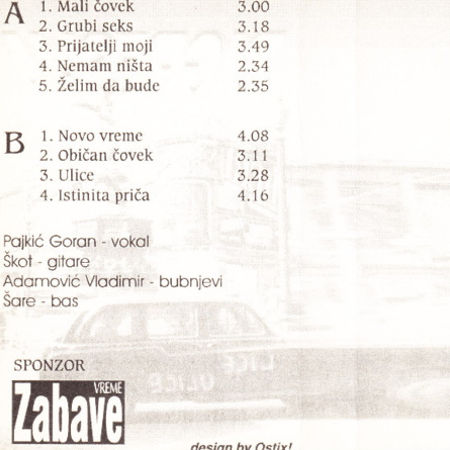 A
1. Mali čovek 3.00
2. Grubi seks 3.18
3. Prijatelji moji 3.49
4. Nemam ništa 2.34
5. Želim da bude 2.35
B
1. Novo vreme 4.08
2. Običan čovek 3.11
3. Ulice 3.28
4. Istinita priča 4.16
Pajkić Goran - vokal
Škot - gitare
Adamović Vladimir - bubnjevi
Šare - bas
SPONZOR
VREME
Zabave
design by Ostix!